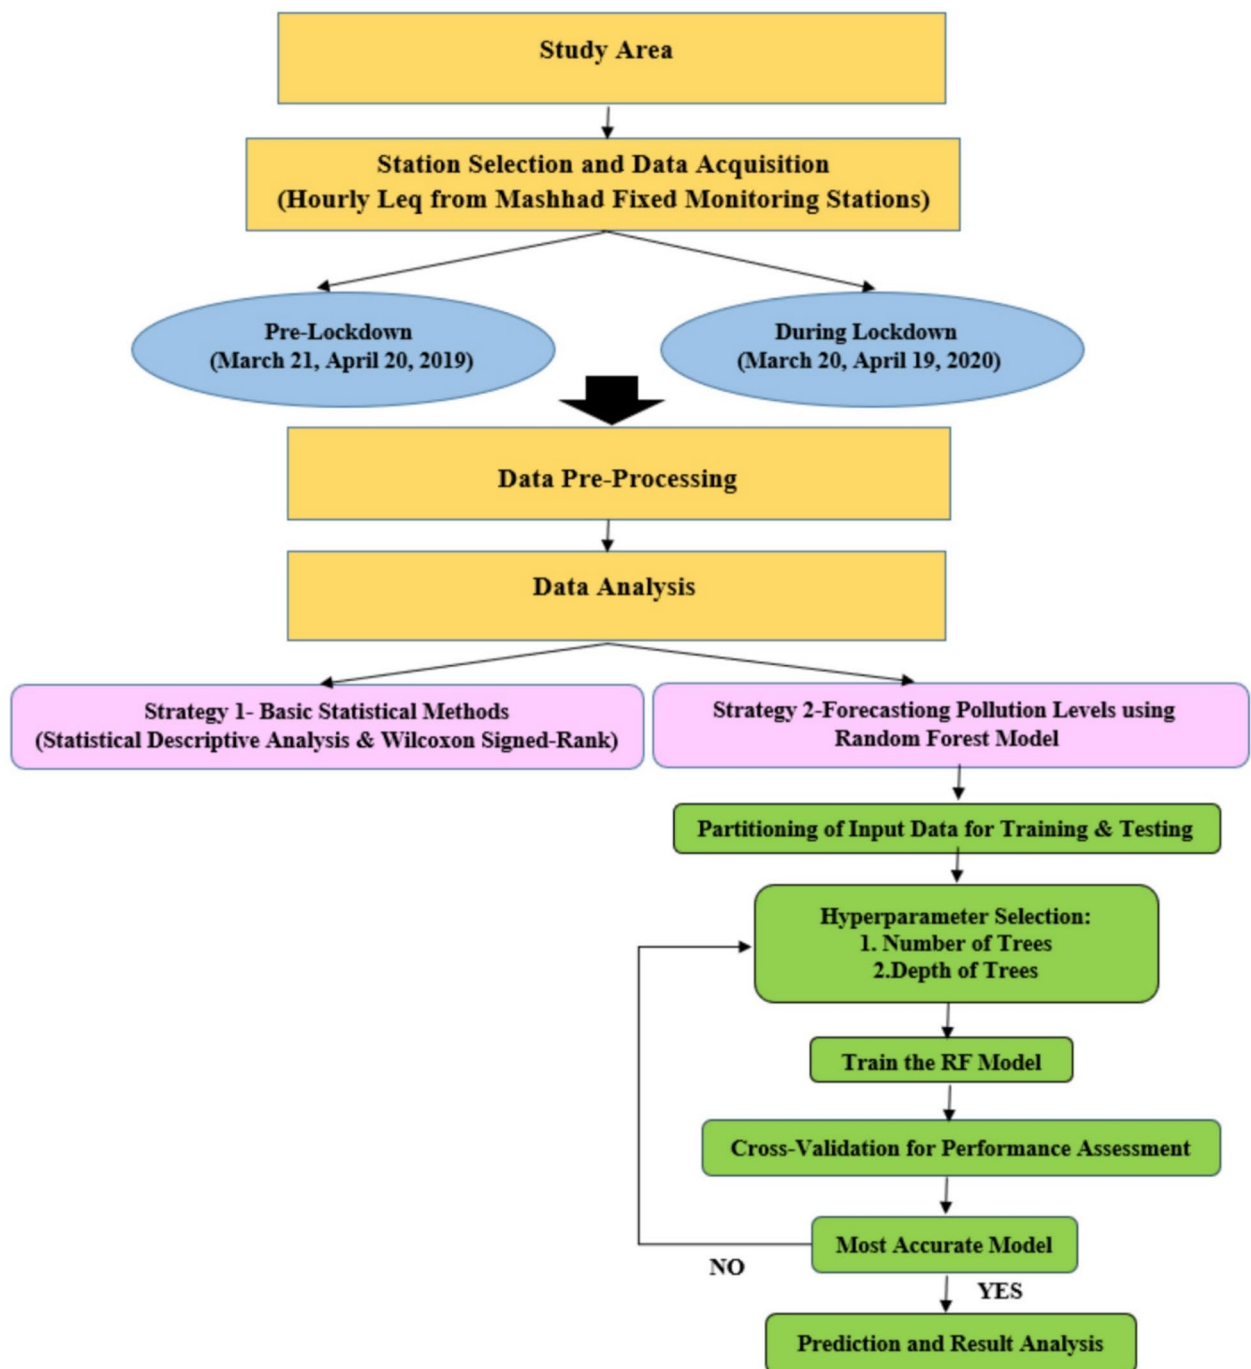 Study Area
Station Selection and Data Acquisition
(Hourly Leq from Mashhad Fixed Monitoring Stations)
Pre-Lockdown
(March 21, April 20, 2019)
During Lockdown
(March 20, April 19, 2020)
Data Pre-Processing
Data Analysis
Strategy 1- Basic Statistical Methods
(Statistical Descriptive Analysis & Wilcoxon Signed-Rank)
Strategy 2-Forecastiong Pollution Levels using
Random Forest Model
Partitioning of Input Data for Training & Testing
Hyperparameter Selection:
1. Number of Trees
2.Depth of Trees
Train the RF Model
Cross-Validation for Performance Assessment
Most Accurate Model
NO
YES
Prediction and Result Analysis